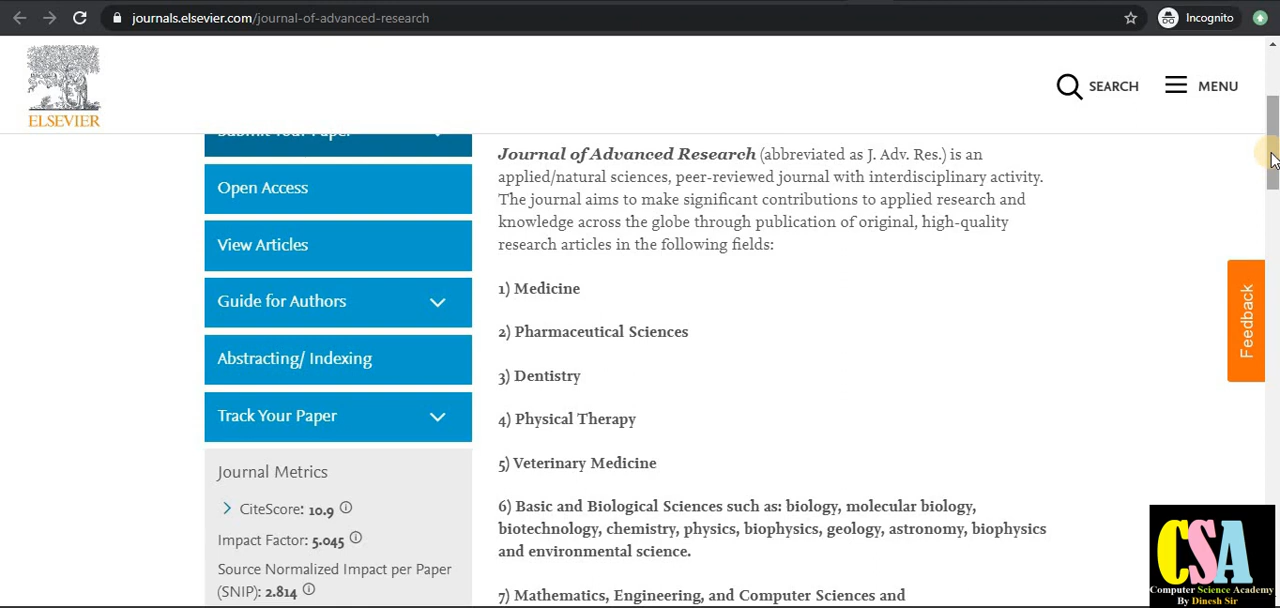 journals.elsevier.com/journal-of-advanced-research
Incognito
ELSEVIER
SEARCH
MENU
Submit Your Paper
Open Access
View Articles
Guide for Authors
Abstracting/ Indexing
Track Your Paper
Journal Metrics
CiteScore: 10.9
Impact Factor: 5.045
Source Normalized Impact per Paper
(SNIP): 2.814
Journal of Advanced Research (abbreviated as J. Adv. Res.) is an
applied/natural sciences, peer-reviewed journal with interdisciplinary activity.
The journal aims to make significant contributions to applied research and
knowledge across the globe through publication of original, high-quality
research articles in the following fields:
1) Medicine
2) Pharmaceutical Sciences
3) Dentistry
4) Physical Therapy
5) Veterinary Medicine
6) Basic and Biological Sciences such as: biology, molecular biology,
biotechnology, chemistry, physics, biophysics, geology, astronomy, biophysics
and environmental science.
7) Mathematics, Engineering, and Computer Sciences and
Feedback
CSA
Computer Science Academy
By Dinesh Sir